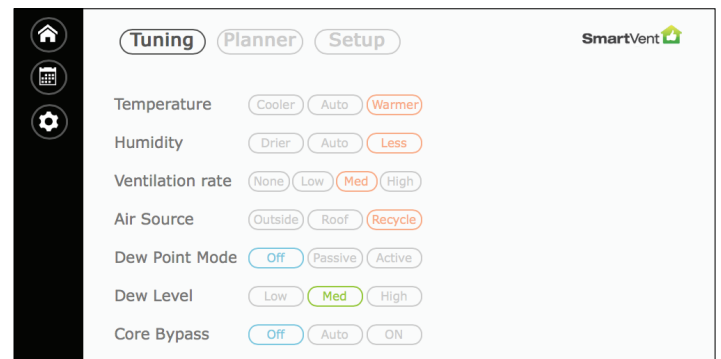 Tuning Planner Setup SmartVent
Temperature Cooler Auto Warmer
Humidity Drier Auto Less
Ventilation rate None Low Med High
Air Source Outside Roof Recycle
Dew Point Mode Off Passive Active
Dew Level Low Med High
Core Bypass Off Auto ON